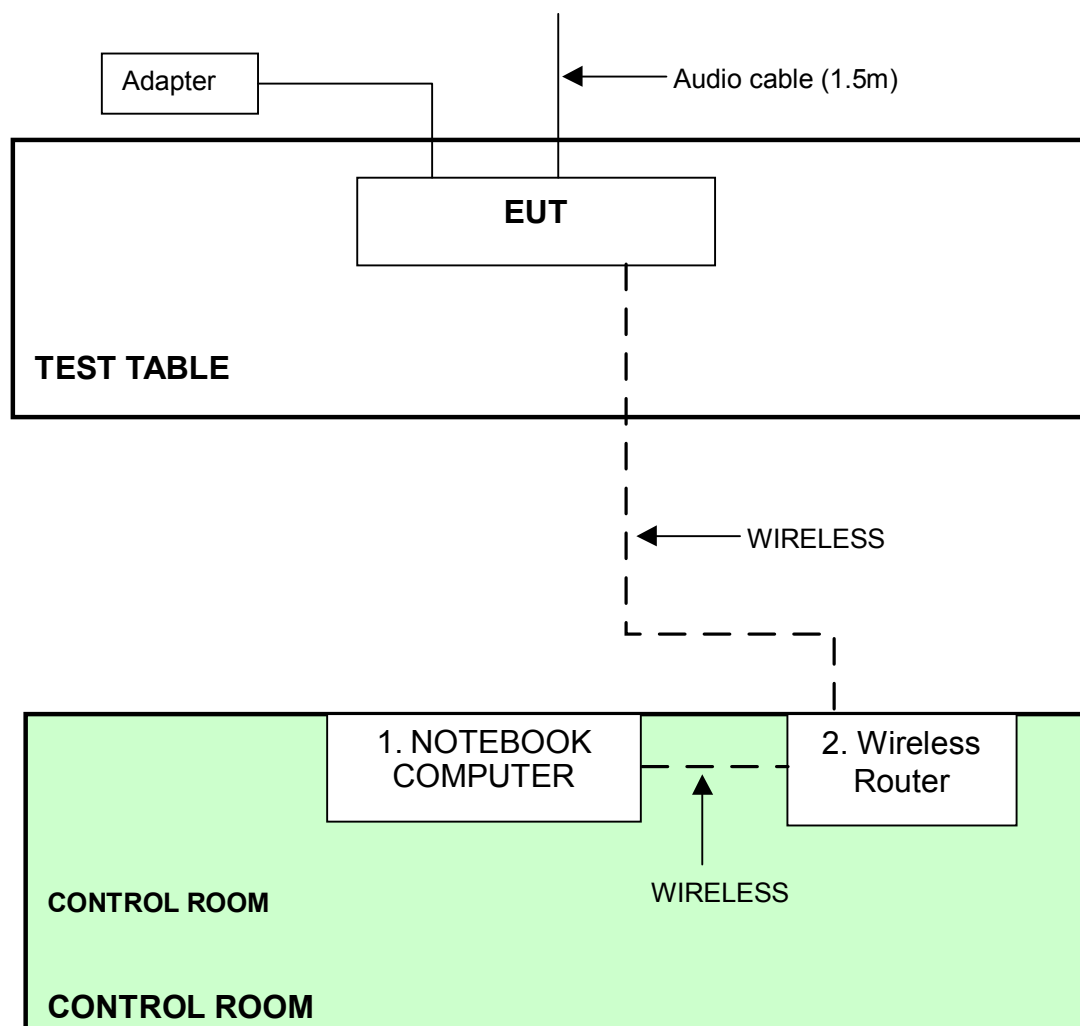 Adapter
Audio cable (1.5m)
EUT
TEST TABLE
WIRELESS
1. NOTEBOOK
COMPUTER
2. Wireless
Router
WIRELESS
CONTROL ROOM
CONTROL ROOM